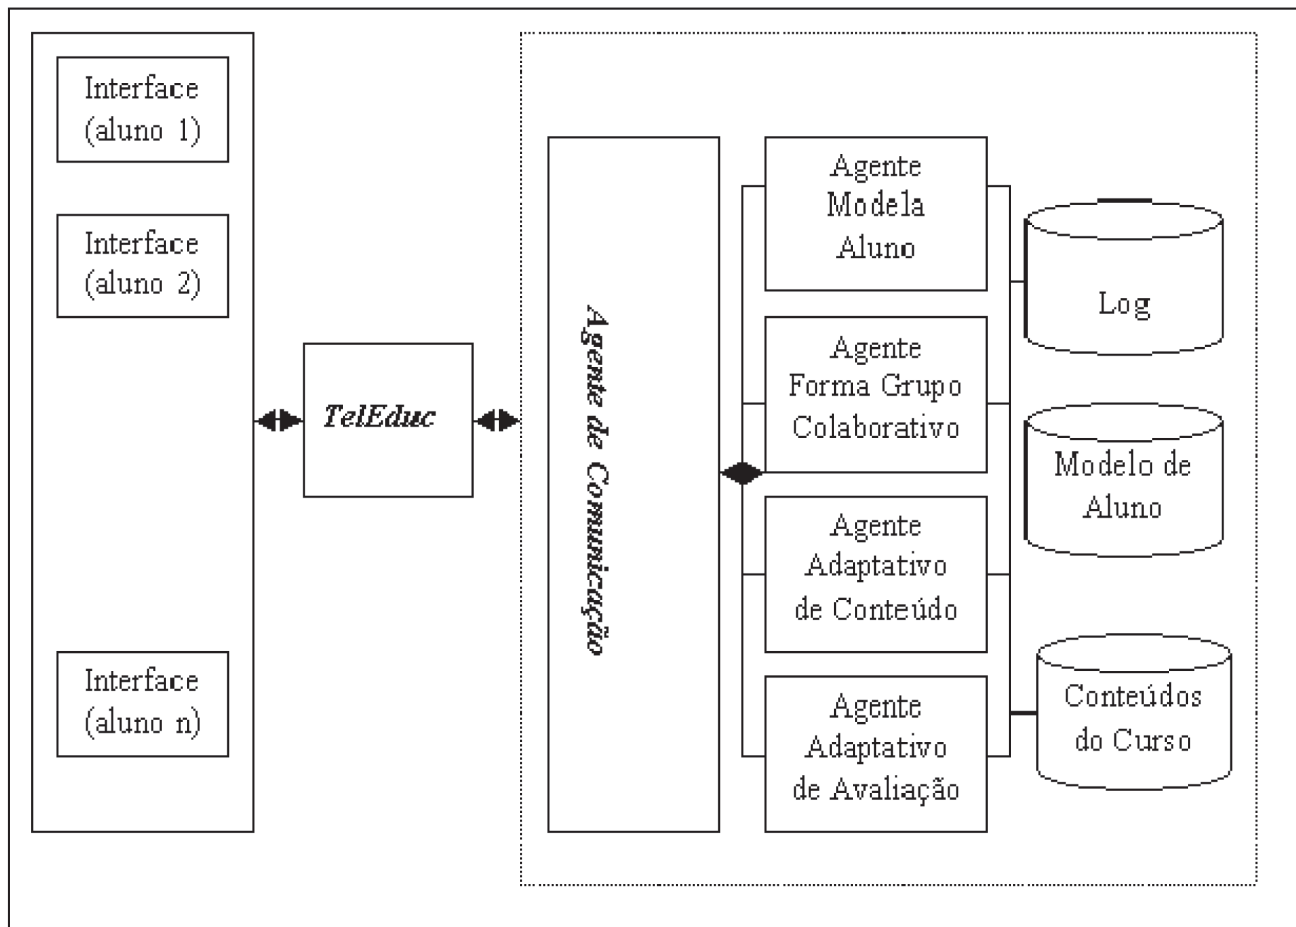 Interface
(aluno 1)
Interface
(aluno 2)
Interface
(aluno n)
TelEduc
Agente de Comunicação
Agente
Modela
Aluno
Agente
Forma Grupo
Colaborativo
Agente
Adaptativo
de Conteúdo
Agente
Adaptativo
de Avaliação
Log
Modelo de
Aluno
Conteúdos
do Curso